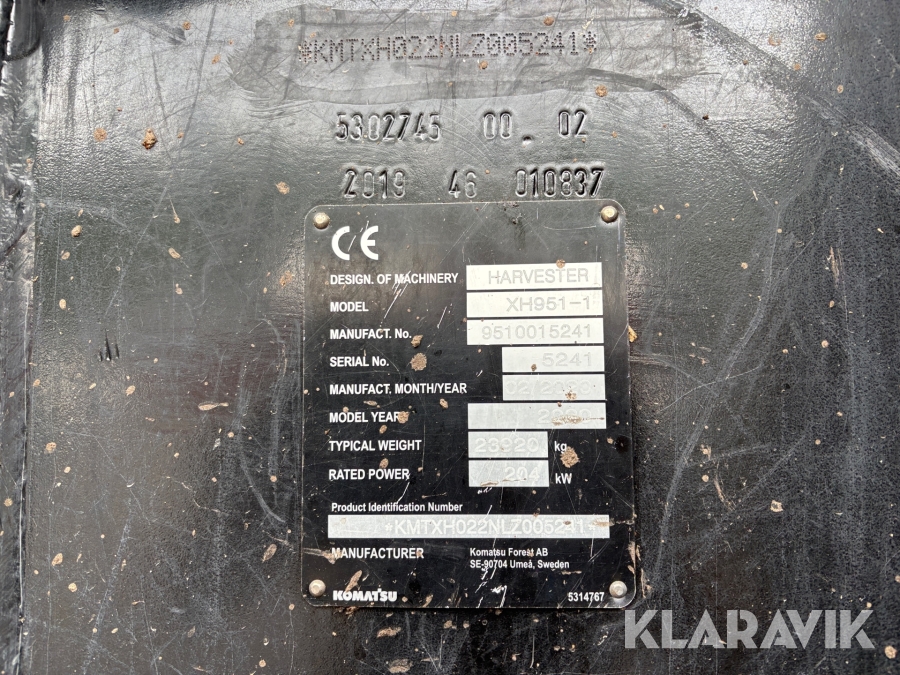 *KMTXH022NLZ005241*
5302745 00.02
2019 46 010837
CE
DESIGN. OF MACHINERY HARVESTER
MODEL XH951-1
MANUFACT. No. 9510015241
SERIAL No. 5241
MANUFACT. MONTH/YEAR
MODEL YEAR
TYPICAL WEIGHT 23920 kg
RATED POWER 204 kW
Product Identification Number
*KMTXH022NLZ005241*
MANUFACTURER Komatsu Forest AB
SE-90704 Umeå, Sweden
KOMATSU 5314767
KLARAVIK